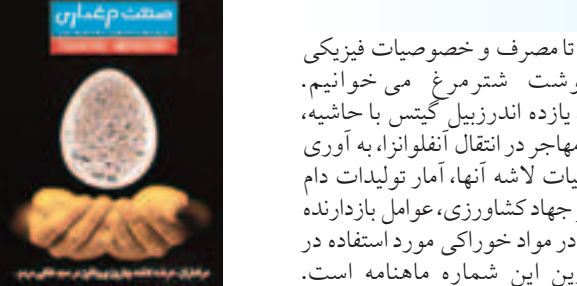 صنعت مرغداری
تا مصرف و خصوصیات فیزیکی
وشت شترمرغ می خوانیم.
یازده اندرزبیل گیتس با حاشیه،
مهاجر در انتقال آنفلوانزا، به آوری
یات لاشه آنها، آمار تولیدات دام
جهاد کشاورزی، عوامل بازدارنده
در مواد خوراکی مورد استفاده در
وین این شماره ماهنامه است.